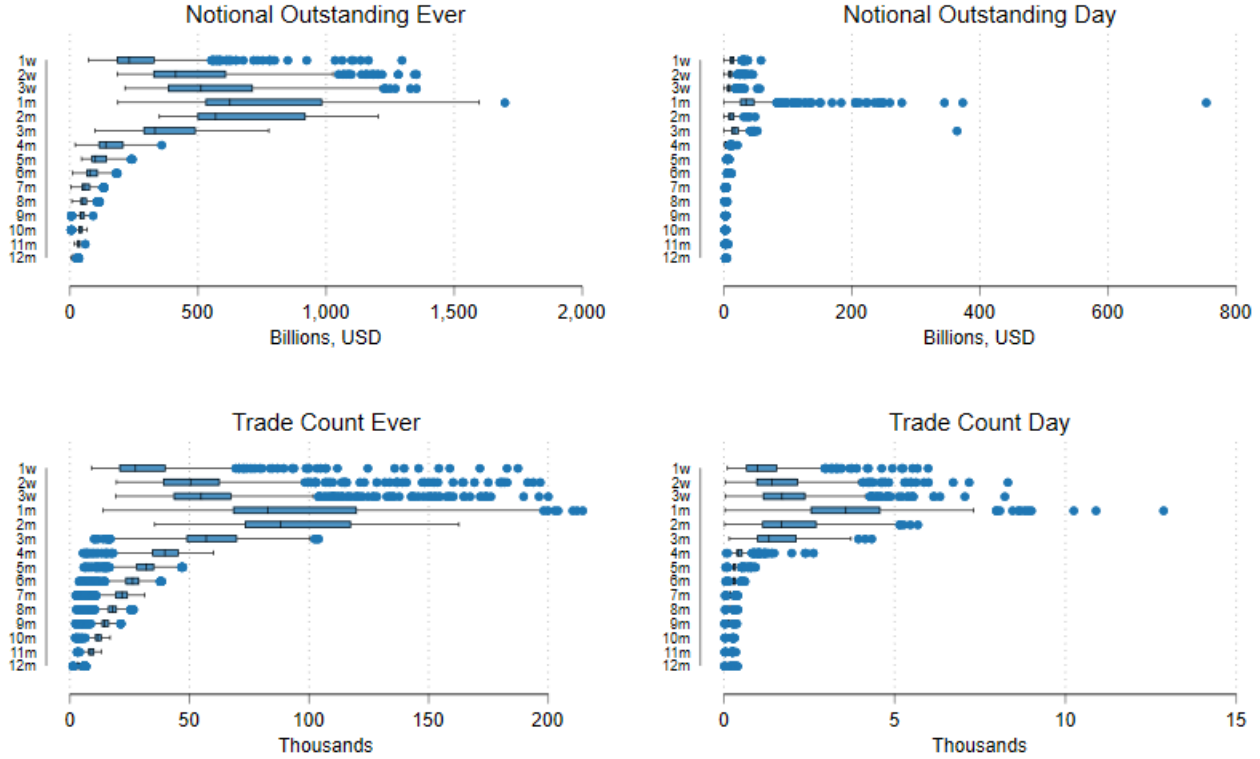 Notional Outstanding Ever
1w
2w
3w
1m
2m
3m
4m
5m
6m
7m
8m
9m
10m
11m
12m
0 500 1,000 1,500 2,000
Billions, USD
Notional Outstanding Day
1w
2w
3w
1m
2m
3m
4m
5m
6m
7m
8m
9m
10m
11m
12m
0 200 400 600 800
Billions, USD
Trade Count Ever
1w
2w
3w
1m
2m
3m
4m
5m
6m
7m
8m
9m
10m
11m
12m
0 50 100 150 200
Thousands
Trade Count Day
1w
2w
3w
1m
2m
3m
4m
5m
6m
7m
8m
9m
10m
11m
12m
0 5 10 15
Thousands